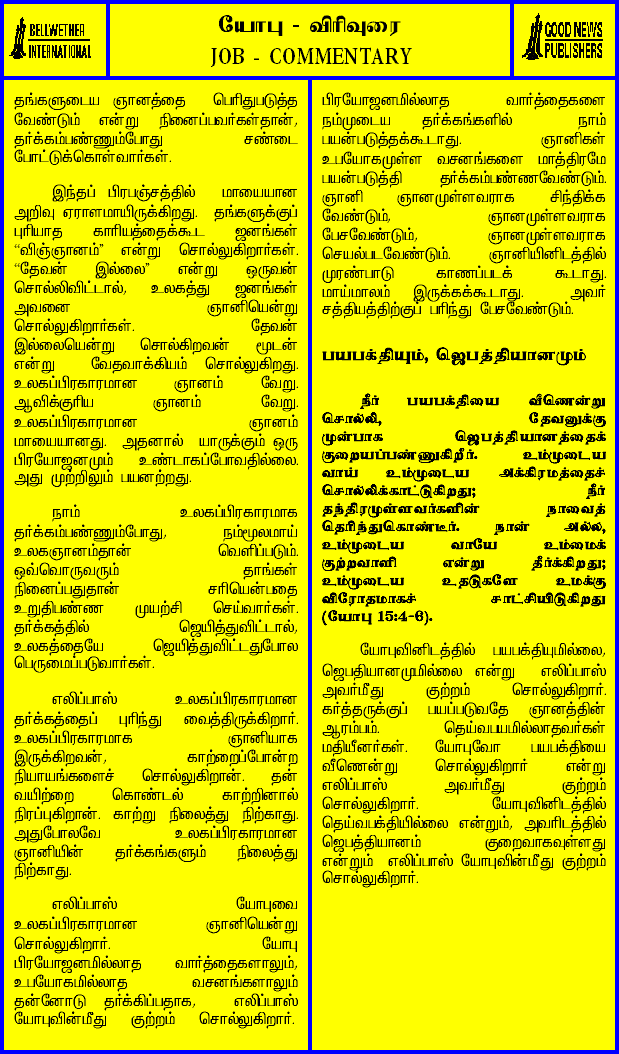 BELLWETHER
INTERNATIONAL
யோபு - விரிவுரை
JOB - COMMENTARY
GOOD NEWS
PUBLISHERS
தங்களுடைய ஞானத்தை பெரிதுபடுத்த
வேண்டும் என்று நினைப்பவர்கள்தான்,
தர்க்கம்பண்ணும்போது சண்டை
போட்டுக்கொள்வார்கள்.
இந்தப் பிரபஞ்சத்தில் மாயையான
அறிவு ஏராளமாயிருக்கிறது. தங்களுக்குப்
புரியாத காரியத்தைக்கூட ஜனங்கள்
“விஞ்ஞானம்” என்று சொல்லுகிறார்கள்.
“தேவன் இல்லை” என்று ஒருவன்
சொல்லிவிட்டால், உலகத்து ஜனங்கள்
அவனை ஞானியென்று
சொல்லுகிறார்கள். தேவன்
இல்லையென்று சொல்கிறவன் மூடன்
என்று வேதவாக்கியம் சொல்லுகிறது.
உலகப்பிரகாரமான ஞானம் வேறு.
ஆவிக்குரிய ஞானம் வேறு.
உலகப்பிரகாரமான ஞானம்
மாயையானது. அதனால் யாருக்கும் ஒரு
பிரயோஜனமும் உண்டாகப்போவதில்லை.
அது முற்றிலும் பயனற்றது.
நாம் உலகப்பிரகாரமாக
தர்க்கம்பண்ணும்போது, நம்மூலமாய்
உலகஞானம்தான் வெளிப்படும்.
ஒவ்வொருவரும் தாங்கள்
நினைப்பதுதான் சரியென்பதை
உறுதிபண்ண முயற்சி செய்வார்கள்.
தர்க்கத்தில் ஜெயித்துவிட்டால்,
உலகத்தையே ஜெயித்துவிட்டதுபோல
பெருமைப்படுவார்கள்.
எலிப்பாஸ் உலகப்பிரகாரமான
தர்க்கத்தைப் புரிந்து வைத்திருக்கிறார்.
உலகப்பிரகாரமாக ஞானியாக
இருக்கிறவன், காற்றைப்போன்ற
நியாயங்களைச் சொல்லுகிறான். தன்
வயிற்றை கொண்டல் காற்றினால்
நிரப்புகிறான். காற்று நிலைத்து நிற்காது.
அதுபோலவே உலகப்பிரகாரமான
ஞானியின் தர்க்கங்களும் நிலைத்து
நிற்காது.
எலிப்பாஸ் யோபுவை
உலகப்பிரகாரமான ஞானியென்று
சொல்லுகிறார். யோபு
பிரயோஜனமில்லாத வார்த்தைகளாலும்,
உபயோகமில்லாத வசனங்களாலும்
தன்னோடு தர்கிப்பதாக, எலிப்பாஸ்
யோபுவின்மீது குற்றம் சொல்லுகிறார்.
பிரயோஜனமில்லாத வார்த்தைகளை
நம்முடைய தர்க்கங்களில் நாம்
பயன்படுத்தக்கூடாது. ஞானிகள்
உபயோகமுள்ள வசனங்களை மாத்திரமே
பயன்படுத்தி தர்க்கம்பண்ணவேண்டும்.
ஞானி ஞானமுள்ளவராக சிந்திக்க
வேண்டும், ஞானமுள்ளவராக
பேசவேண்டும், ஞானமுள்ளவராக
செயல்படவேண்டும். ஞானியினிடத்தில்
முரண்பாடு காணப்படக் கூடாது.
மாய்மாலம் இருக்கக்கூடாது. அவர்
சத்தியத்திற்குப் பரிந்து பேசவேண்டும்.
பயபக்தியும், ஜெபத்தியானமும்
நீர் பயபக்தியை வீணென்று
சொல்லி, தேவனுக்கு
முன்பாக ஜெபத்தியானத்தைக்
குறையப்பண்ணுகிறீர். உம்முடைய
வாய் உம்முடைய அக்கிரமத்தைச்
சொல்லிக்காட்டுகிறது; நீர்
தந்திரமுள்ளவர்களின் நாவைத்
தெரிந்துகொண்டீர். நான் அல்ல,
உம்முடைய வாயே உம்மைக்
குற்றவாளி என்று தீர்க்கிறது;
உம்முடைய உதடுகளே உமக்கு
விரோதமாகச் சாட்சியிடுகிறது
(யோபு 15:4-6).
யோபுவினிடத்தில் பயபக்தியுமில்லை,
ஜெபதியானமுமில்லை என்று எலிப்பாஸ்
அவர்மீது குற்றம் சொல்லுகிறார்.
கர்த்தருக்குப் பயப்படுவதே ஞானத்தின்
ஆரம்பம். தெய்வபயமில்லாதவர்கள்
மதியீனர்கள். யோபுவோ பயபக்தியை
வீணென்று சொல்லுகிறார் என்று
எலிப்பாஸ் அவர்மீது குற்றம்
சொல்லுகிறார். யோபுவினிடத்தில்
தெய்வபக்தியில்லை என்றும், அவரிடத்தில்
ஜெபத்தியானம் குறைவாகவுள்ளது
என்றும் எலிப்பாஸ் யோபுவின்மீது குற்றம்
சொல்லுகிறார்.